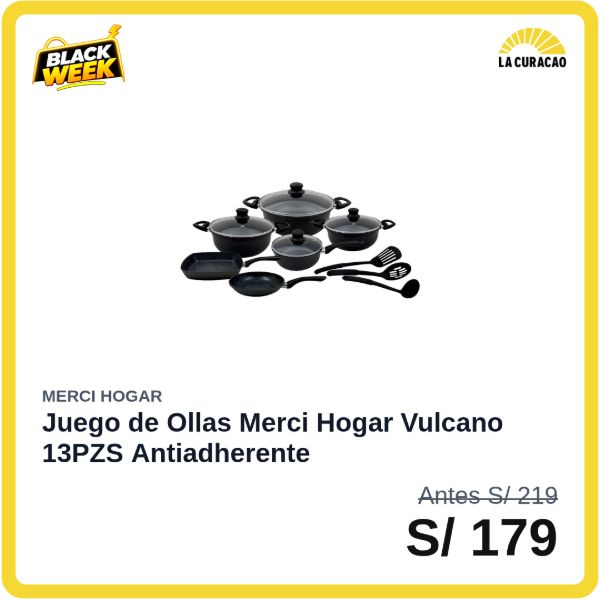 BLACK
WEEK
LA CURACAO
MERCI HOGAR
Juego de Ollas Merci Hogar Vulcano
13PZS Antiadherente
Antes S/ 219
S/ 179